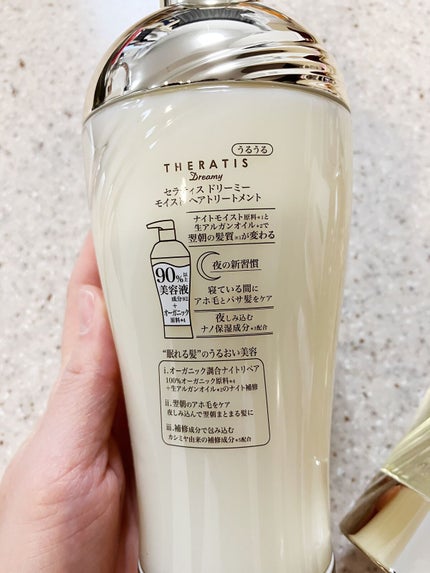 うるうる
THERATIS
Dreamy
セラティス ドリーミー
モイスト ヘアトリートメント
ナイトモイスト原料※1と
生アルガンオイル※2で
翌朝の髪質※3が変わる
夜の新習慣
90%以上
美容液
成分※2
+
オーガニック
原料※4
寝ている間に
アホ毛とパサ髪をケア
夜しみ込む
ナノ保湿成分※5配合
"眠れる髪"のうるおい美容
i.オーガニック調合ナイトリペア
100%オーガニック原料※4
+生アルガンオイル※2のナイト補修
ii.翌朝のアホ毛をケア
夜しみ込んで翌朝まとまる髪に
iii.補修成分で包み込む
カシミヤ由来の補修成分※5配合